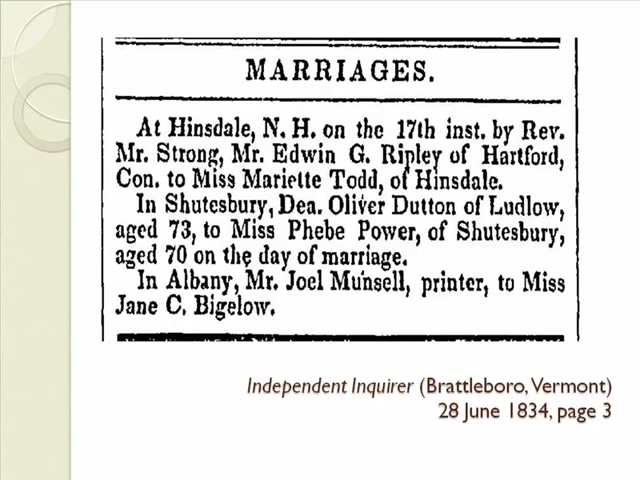 MARRIAGES.
At Hinsdale, N. H. on the 17th inst. by Rev.
Mr. Strong, Mr. Edwin G. Ripley of Hartford,
Con. to Miss Mariette Todd, of Hinsdale.
In Shutesbury, Dea. Oliver Dutton of Ludlow,
aged 73, to Miss Phebe Power, of Shutesbury,
aged 70 on the day of marriage.
In Albany, Mr. Joel Munsell, printer, to Miss
Jane C. Bigelow.
Independent Inquirer (Brattleboro, Vermont)
28 June 1834, page 3